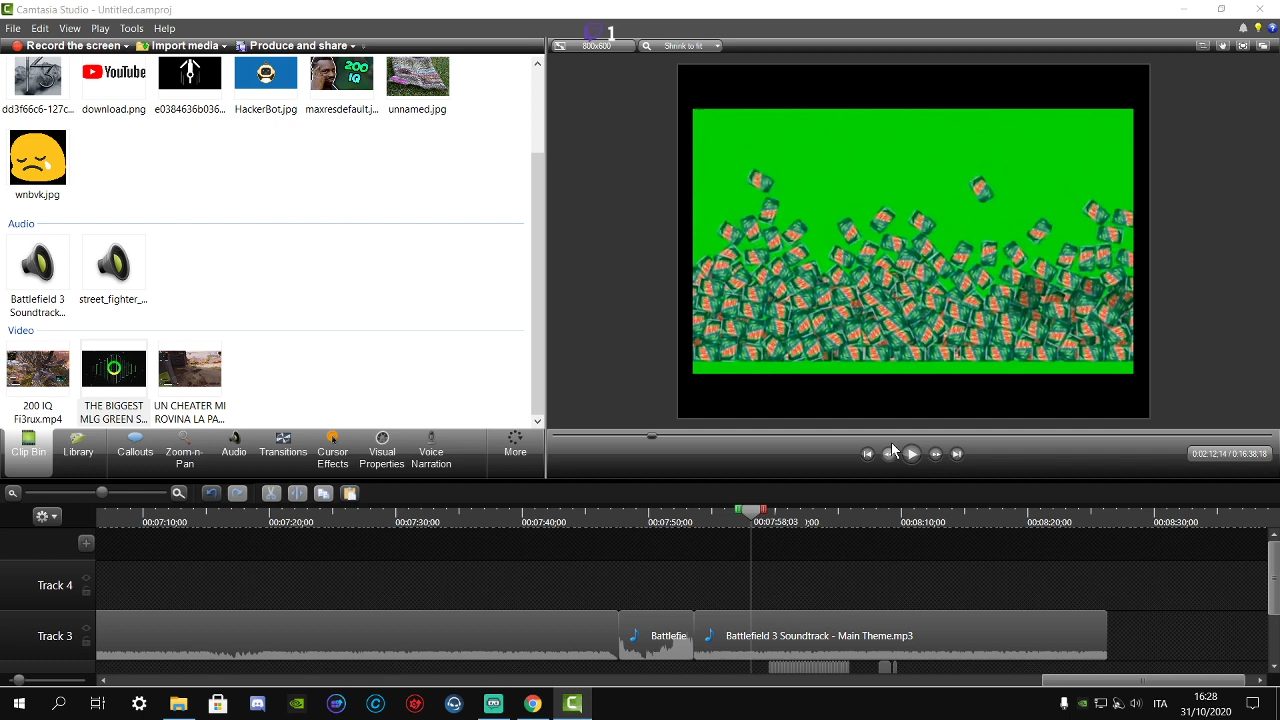 Camtasia Studio - Untitled.camproj
File Edit View Play Tools Help
1
Record the screen Import media Produce and share
800x600 Shrink to fit
YouTube
200 IQ
dd3f66c6-127c... download.png e0384636b036... HackerBot.jpg maxresdefault.j... unnamed.jpg
wnbvk.jpg
Audio
Battlefield 3 Soundtrack...
street_fighter_...
Video
200 IQ Fi3rux.mp4
THE BIGGEST MLG GREEN S...
UN CHEATER MI ROVINA LA PA...
Clip Bin Library Callouts Zoom-n-Pan Audio Transitions Cursor Effects Visual Properties Voice Narration More
0:02:12;14 / 0:16:38;18
00:07:10;00 00:07:20;00 00:07:30;00 00:07:40;00 00:07:50;00 00:07:58;03 ;00 00:08:10;00 00:08:20;00 00:08:30;00
Track 4
Track 3
Battlefie
Battlefield 3 Soundtrack - Main Theme.mp3
ITA
16:28
31/10/2020